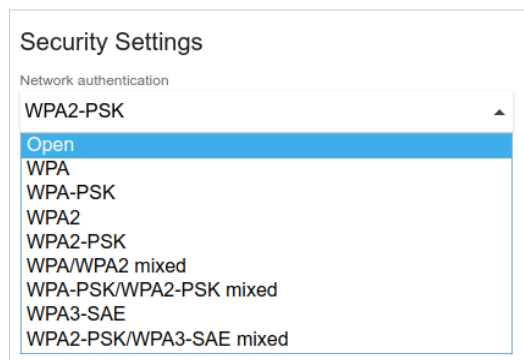 Security Settings
Network authentication
WPA2-PSK
Open
WPA
WPA-PSK
WPA2
WPA2-PSK
WPA/WPA2 mixed
WPA-PSK/WPA2-PSK mixed
WPA3-SAE
WPA2-PSK/WPA3-SAE mixed